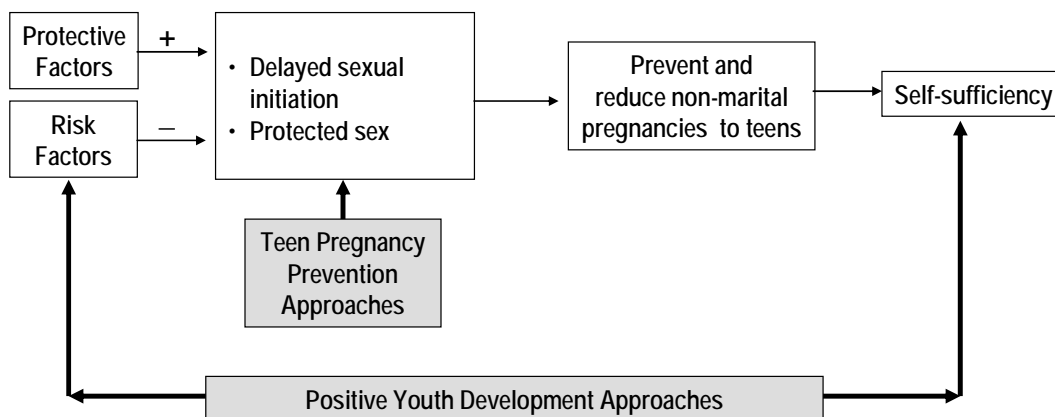 Protective
Factors
+
Risk
Factors
–
• Delayed sexual
initiation
• Protected sex
Prevent and
reduce non-marital
pregnancies to teens
Self-sufficiency
Teen Pregnancy
Prevention
Approaches
Positive Youth Development Approaches